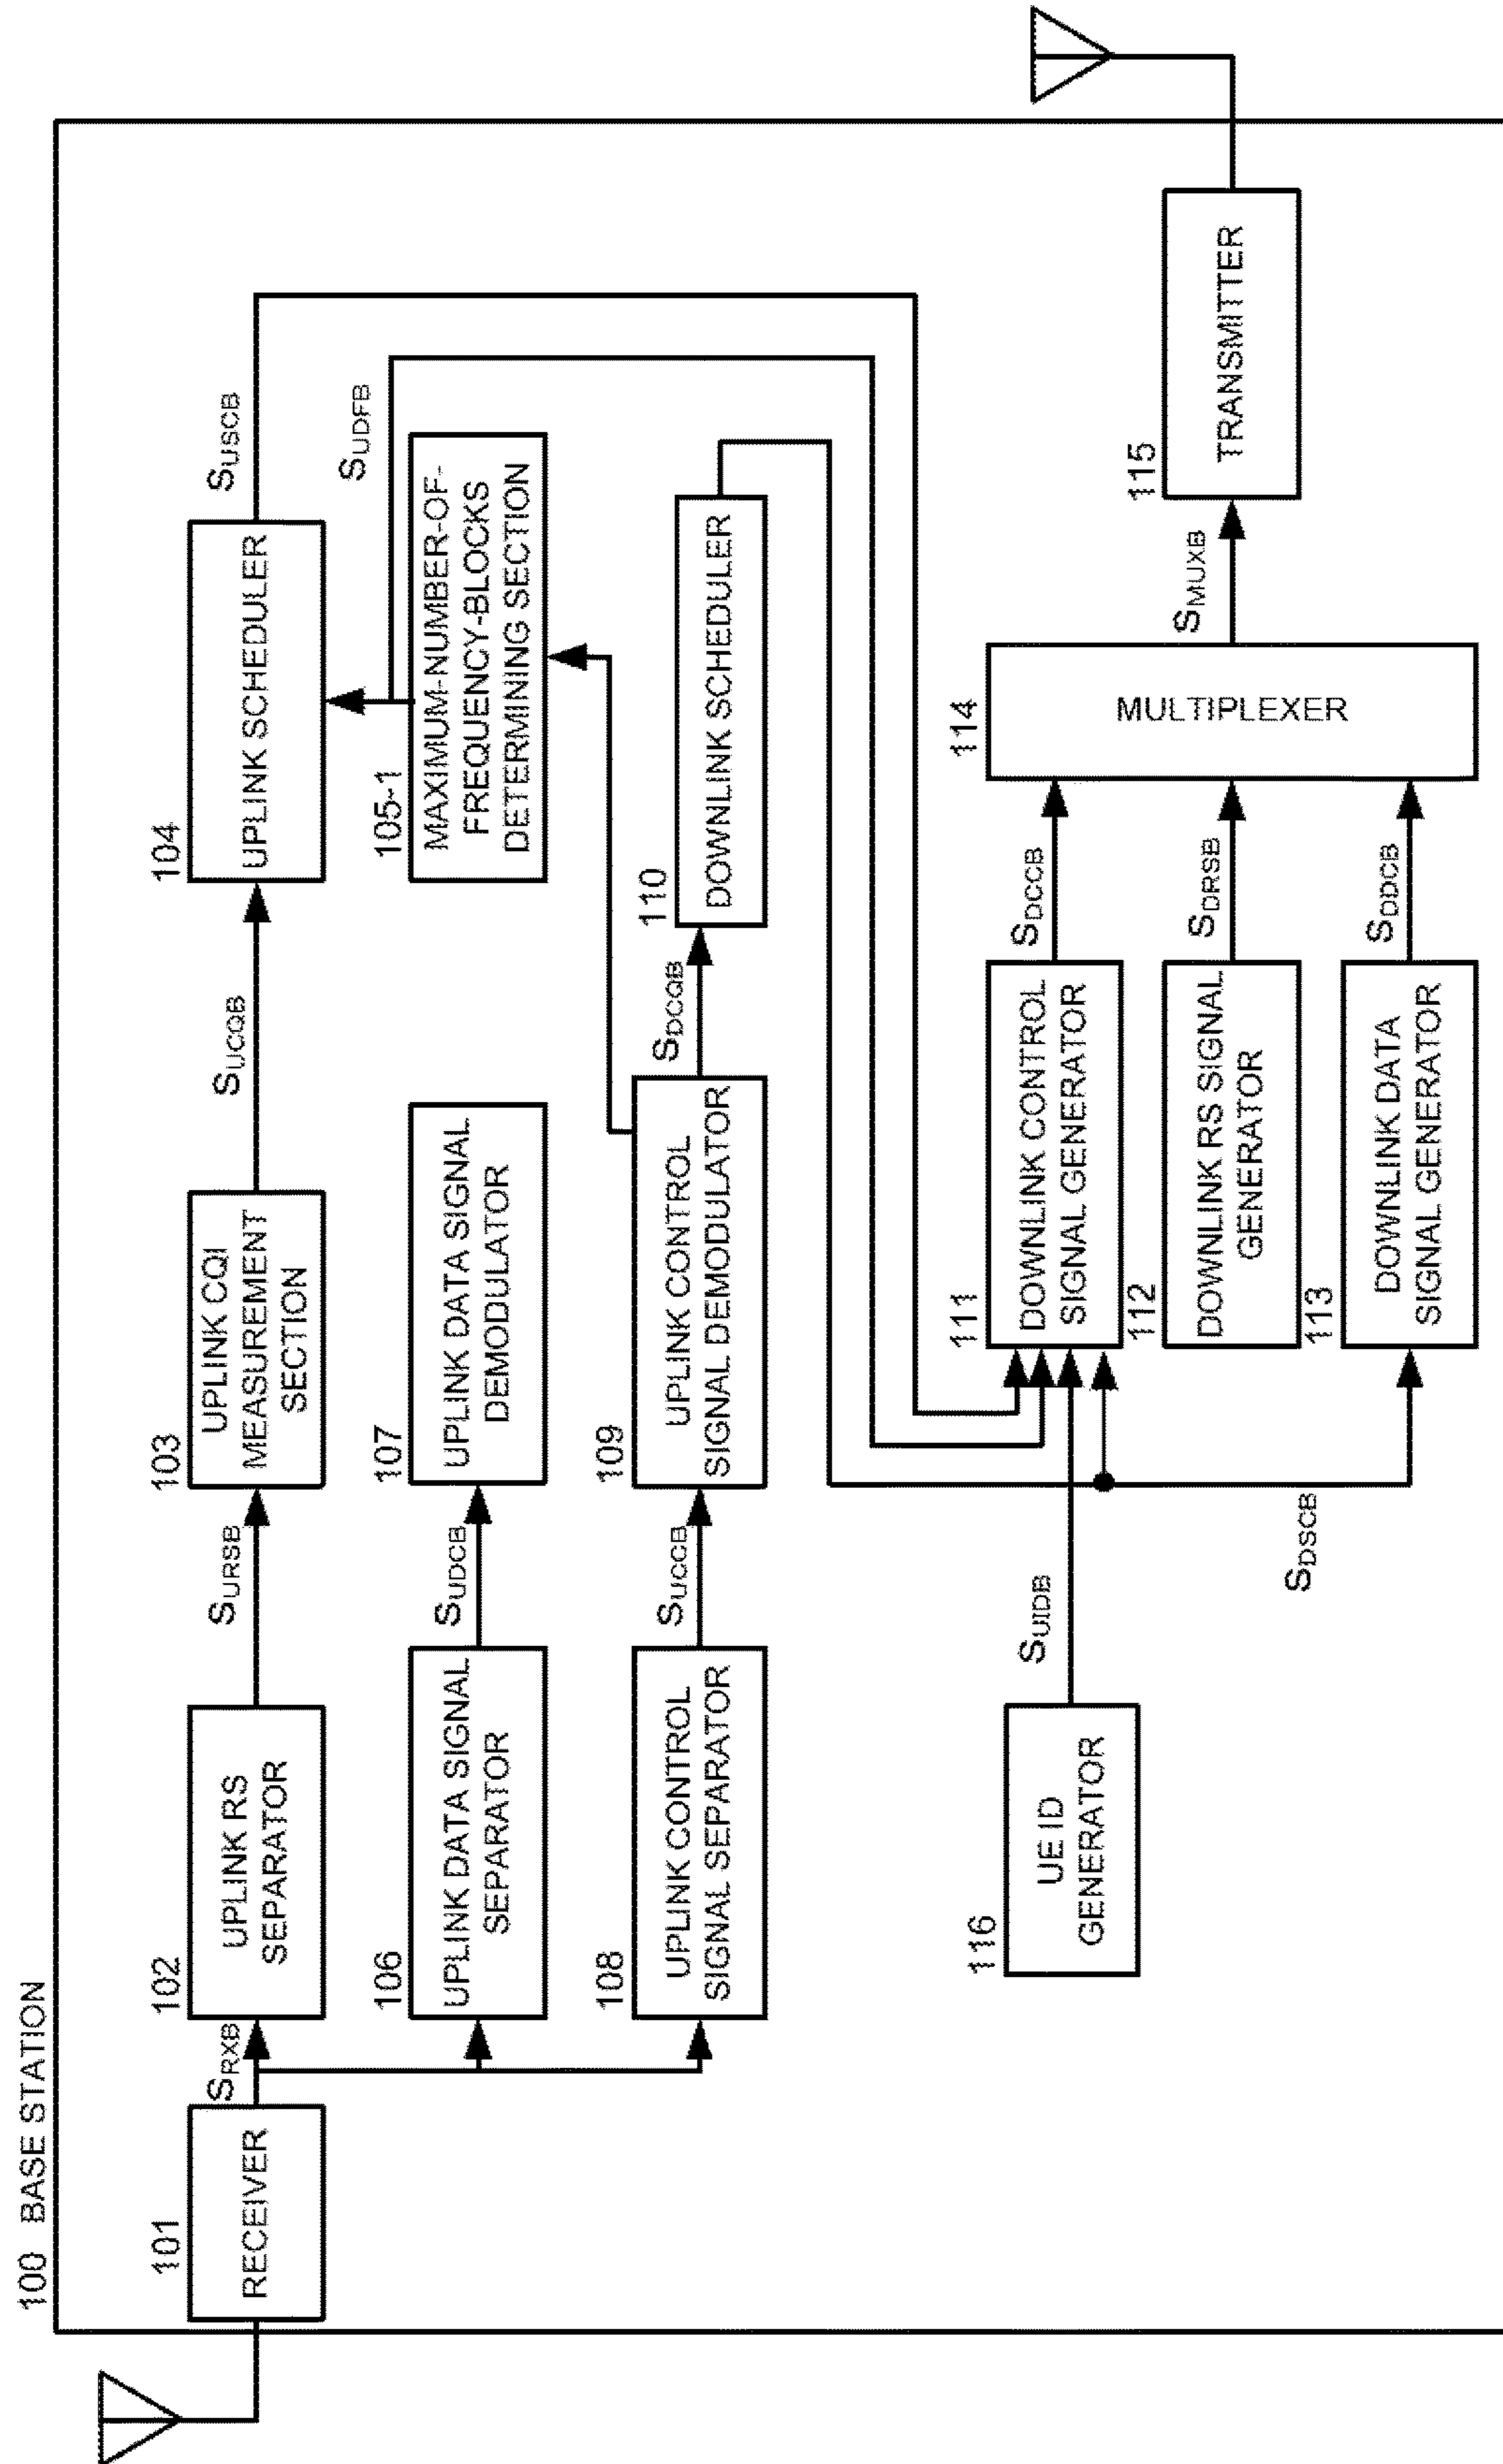 100 BASE STATION
101
RECEIVER
SRXB
102
UPLINK RS
SEPARATOR
SURSB
103
UPLINK CQI
MEASUREMENT
SECTION
SUCQB
104
UPLINK SCHEDULER
SUSCB
106
UPLINK DATA SIGNAL
SEPARATOR
SUDCB
107
UPLINK DATA SIGNAL
DEMODULATOR
105-1
MAXIMUM-NUMBER-OF-
FREQUENCY-BLOCKS
DETERMINING SECTION
SUDFB
108
UPLINK CONTROL
SIGNAL SEPARATOR
SUCCB
109
UPLINK CONTROL
SIGNAL DEMODULATOR
SDCQB
110
DOWNLINK SCHEDULER
116
UE ID
GENERATOR
SUIDB
SDSCB
111
DOWNLINK CONTROL
SIGNAL GENERATOR
SDCCB
112
DOWNLINK RS SIGNAL
GENERATOR
SDRSB
113
DOWNLINK DATA
SIGNAL GENERATOR
SDDCB
114
MULTIPLEXER
SMUXB
115
TRANSMITTER